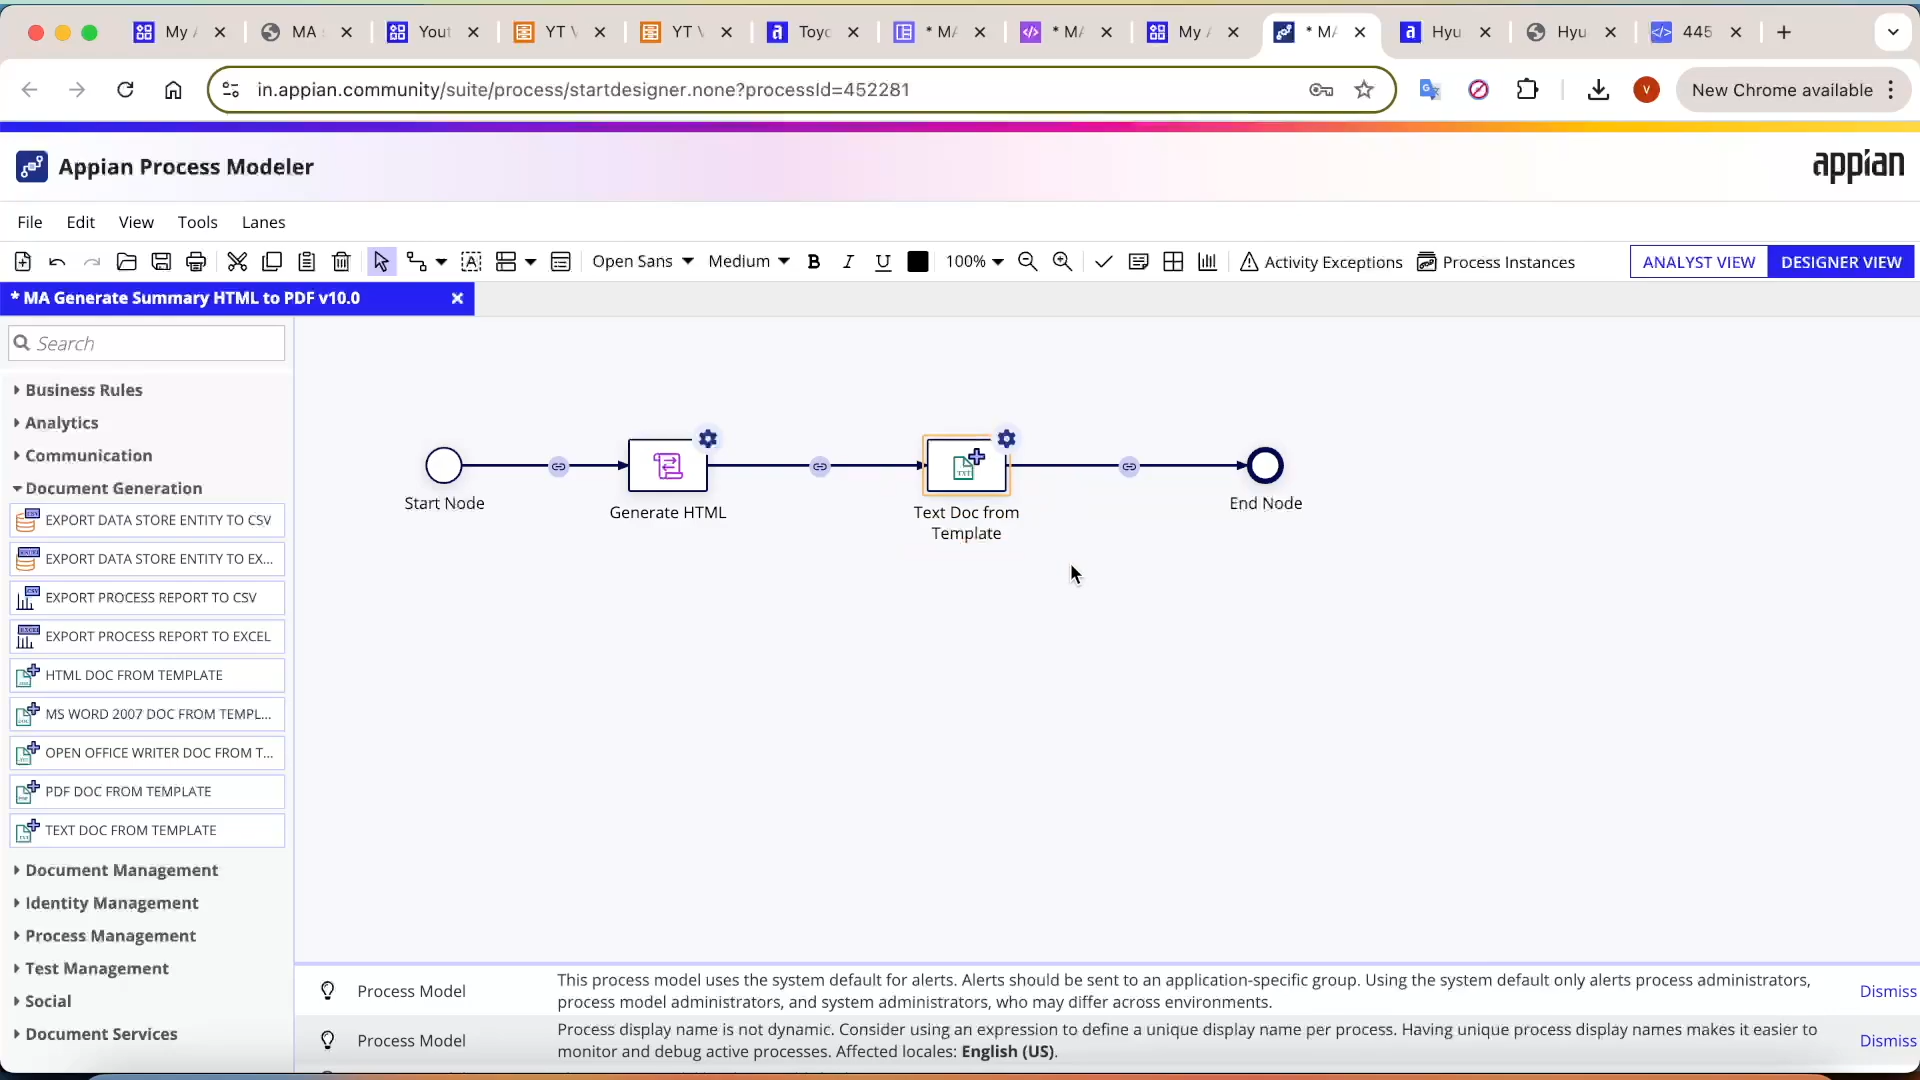 My
MA
Yout
YT
YT
Toyo
* MA
* MA
My
* MA
Hyu
Hyu
445
in.appian.community/suite/process/startdesigner.none?processId=452281
V
New Chrome available
Appian Process Modeler
appian
File Edit View Tools Lanes
Open Sans Medium B I U 100% Activity Exceptions Process Instances ANALYST VIEW DESIGNER VIEW
* MA Generate Summary HTML to PDF v10.0
Search
Business Rules
Analytics
Communication
Document Generation
EXPORT DATA STORE ENTITY TO CSV
EXPORT DATA STORE ENTITY TO EX...
EXPORT PROCESS REPORT TO CSV
EXPORT PROCESS REPORT TO EXCEL
HTML DOC FROM TEMPLATE
MS WORD 2007 DOC FROM TEMPL...
OPEN OFFICE WRITER DOC FROM T...
PDF DOC FROM TEMPLATE
TEXT DOC FROM TEMPLATE
Document Management
Identity Management
Process Management
Test Management
Social
Document Services
Start Node
Generate HTML
Text Doc from
Template
End Node
Process Model
This process model uses the system default for alerts. Alerts should be sent to an application-specific group. Using the system default only alerts process administrators,
process model administrators, and system administrators, who may differ across environments.
Dismiss
Process Model
Process display name is not dynamic. Consider using an expression to define a unique display name per process. Having unique process display names makes it easier to
monitor and debug active processes. Affected locales: English (US).
Dismiss